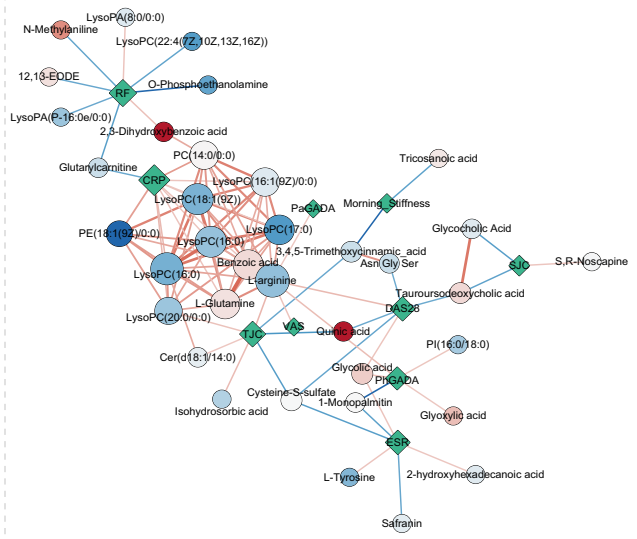 LysoPA(8:0/0:0)
N-Methylaniline
LysoPC(22:4(7Z,10Z,13Z,16Z))
12,13-EODE
O-Phosphoethanolamine
RF
LysoPA(P-16:0e/0:0)
2,3-Dihydroxybenzoic acid
PC(14:0/0:0)
Tricosanoic acid
Glutanylcarnitine
CRP
LysoPC(16:1(9Z)/0:0)
LysoPC(18:1(9Z))
PaGADA
Morning_Stiffness
PE(18:1(9Z)/0:0)
LysoPC(17:0)
Glycocholic Acid
LysoPC(16:0)
3,4,5-Trimethoxycinnamic_acid
Benzoic acid
Asn Gly Ser
SJC
S,R-Noscapine
LysoPC(16:0)
L-arginine
Tauroursodeoxycholic acid
L-Glutamine
DAS28
LysoPC(20:0/0:0)
VAS
TJC
Quinic acid
PI(16:0/18:0)
Cer(d18:1/14:0)
Glycolic acid
PhGADA
Cysteine-S-sulfate
1-Monopalmitin
Isohydrosorbic acid
Glyoxylic acid
ESR
L-Tyrosine
2-hydroxyhexadecanoic acid
Safranin